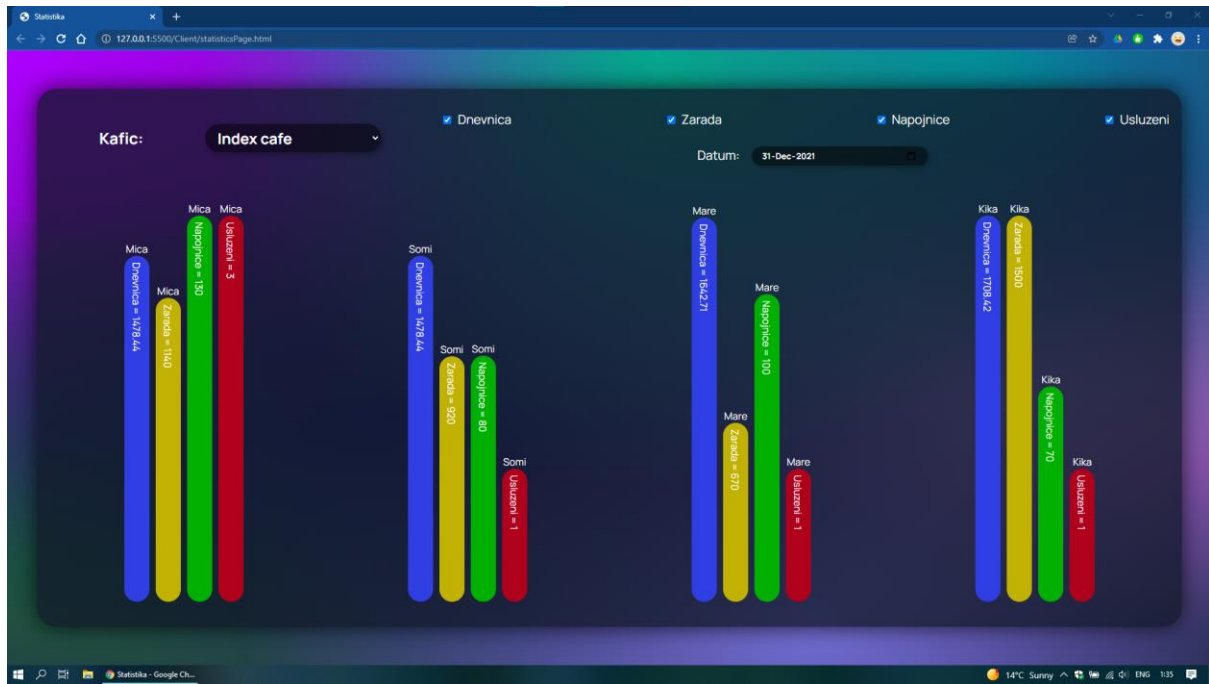 Statistika
127.0.0.1:5500/Client/statisticsPage.html
Kafic:
Index cafe
Dnevnica
Zarada
Napojnice
Usluzeni
Datum:
31-Dec-2021
Mica
Dnevnica = 1478.44
Mica
Zarada = 1140
Mica
Napojnice = 130
Mica
Usluzeni = 3
Somi
Dnevnica = 1478.44
Somi
Zarada = 920
Somi
Napojnice = 80
Somi
Usluzeni = 1
Mare
Dnevnica = 1642.71
Mare
Zarada = 670
Mare
Napojnice = 100
Mare
Usluzeni = 1
Kika
Dnevnica = 1708.42
Kika
Zarada = 1500
Kika
Napojnice = 70
Kika
Usluzeni = 1
Statistika - Google Ch...
14°C Sunny
ENG
1:35